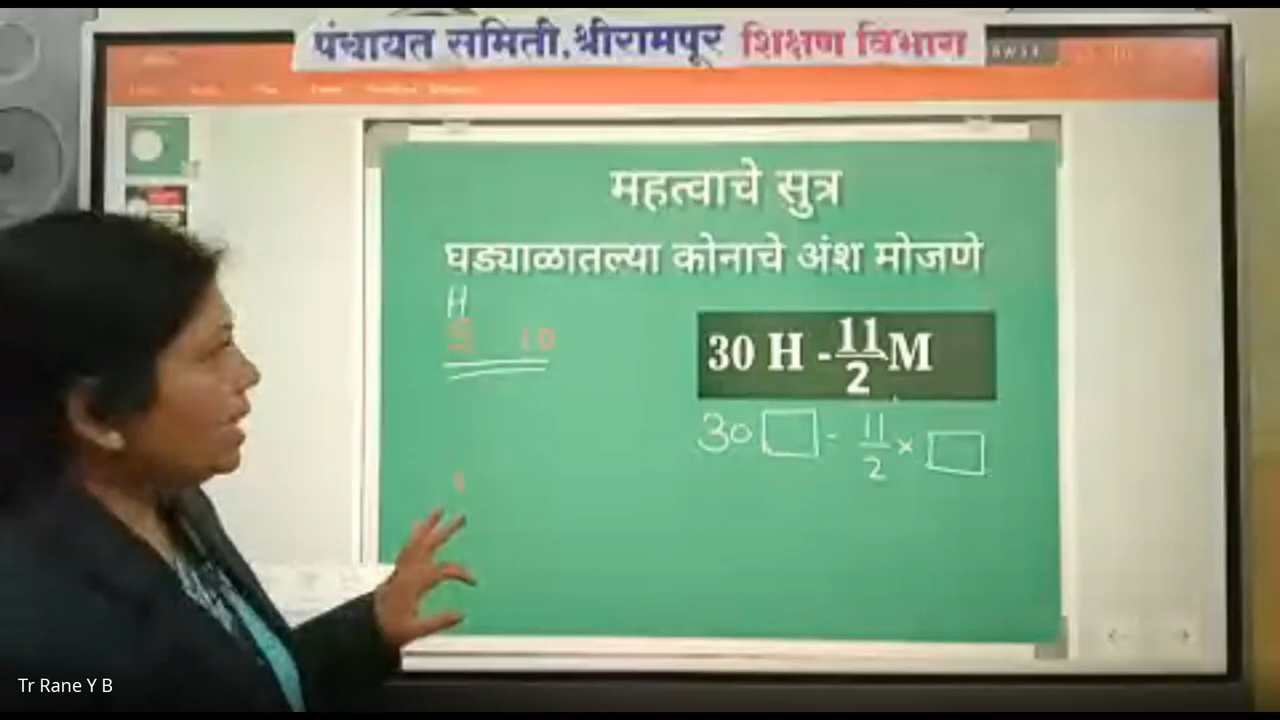 पंचायत समिती,श्रीरामपूर शिक्षण विभाग
महत्वाचे सुत्र
घड्याळातल्या कोनाचे अंश मोजणे
H
10
30 H - 11/2 M
30 □ - 11/2 × □
Tr Rane Y B